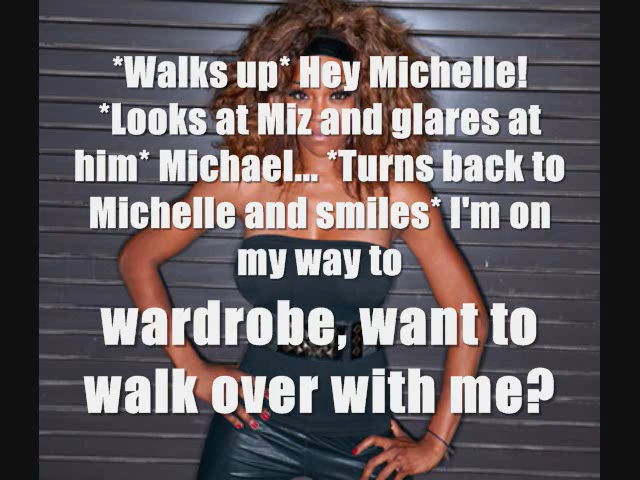 *Walks up* Hey Michelle!
*Looks at Miz and glares at
him* Michael... *Turns back to
Michelle and smiles* I'm on
my way to
wardrobe, want to
walk over with me?